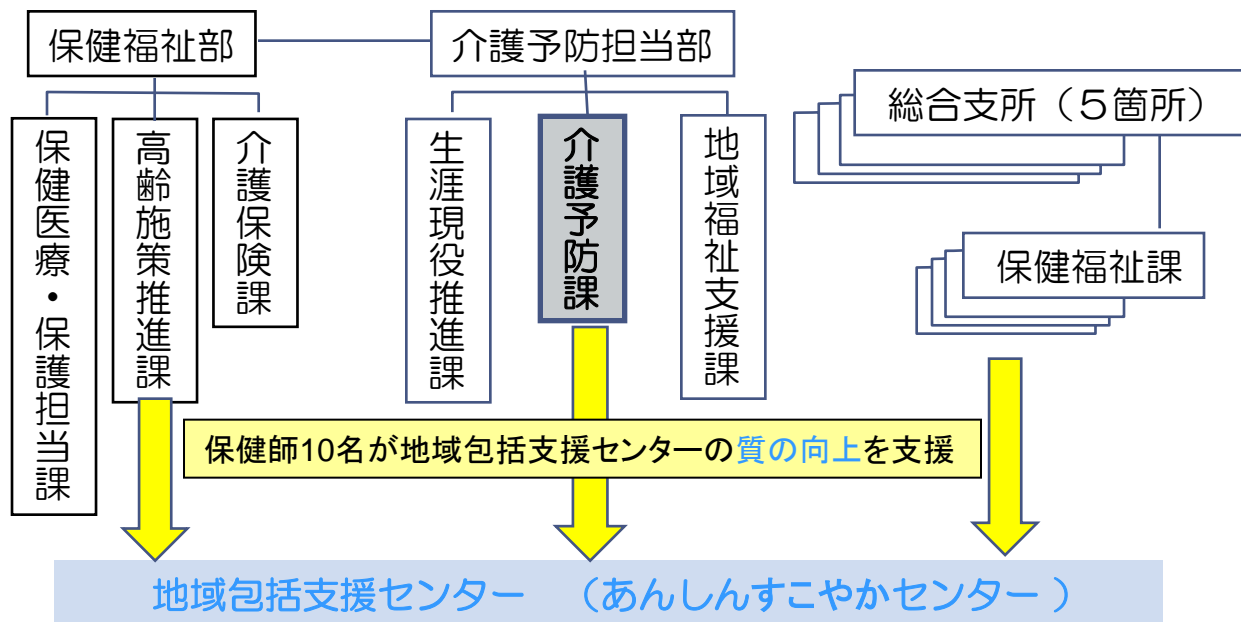 保健福祉部
介護予防担当部
総合支所（５箇所）
保健医療・保護担当課
高齢施策推進課
介護保険課
生涯現役推進課
介護予防課
地域福祉支援課
保健福祉課
保健師10名が地域包括支援センターの質の向上を支援
地域包括支援センター　（あんしんすこやかセンター ）